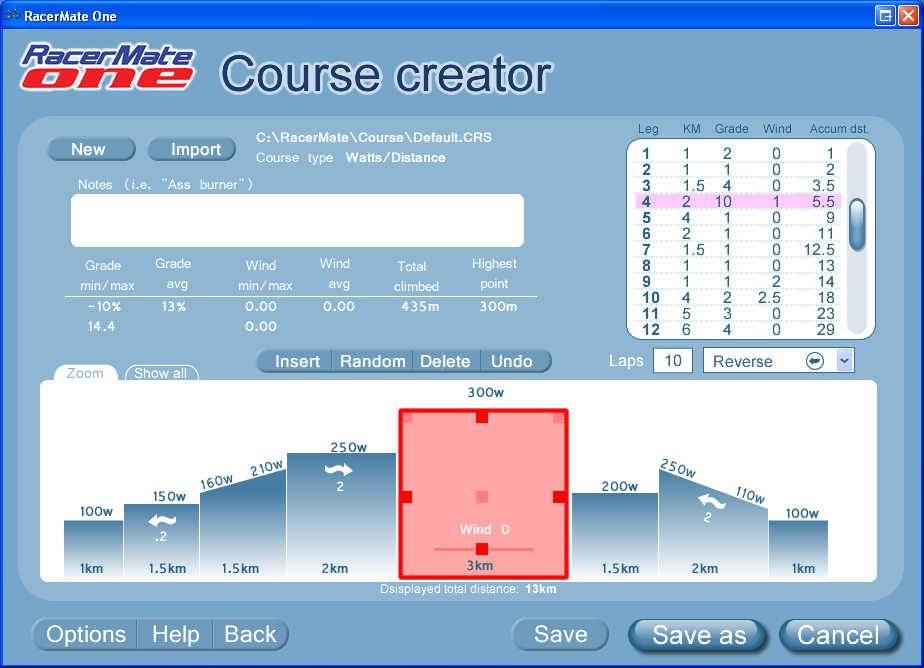 RacerMate One
RacerMate
one
Course creator
New
Import
C:\RacerMate\Course\Default.CRS
Course type Watts/Distance
Notes (i.e. "Ass burner")
Grade min/max
Grade avg
Wind min/max
Wind avg
Total climbed
Highest point
-10% 13% 0.00 0.00 435m 300m
14.4 0.00
Leg KM Grade Wind Accum dst.
1 1 2 0 1
2 1 1 0 2
3 1.5 4 0 3.5
4 2 10 1 5.5
5 4 1 0 9
6 2 1 0 11
7 1.5 1 0 12.5
8 1 1 0 13
9 1 1 2 14
10 4 2 2.5 18
11 5 3 0 23
12 6 4 0 29
Insert Random Delete Undo
Laps 10 Reverse
Zoom Show all
300w
100w 150w 160w 210w 250w 200w 250w 110w 100w
.2 2 2
Wind 0
1km 1.5km 1.5km 2km 3km 1.5km 2km 1km
Dsisplayed total distance: 13km
Options Help Back
Save Save as Cancel